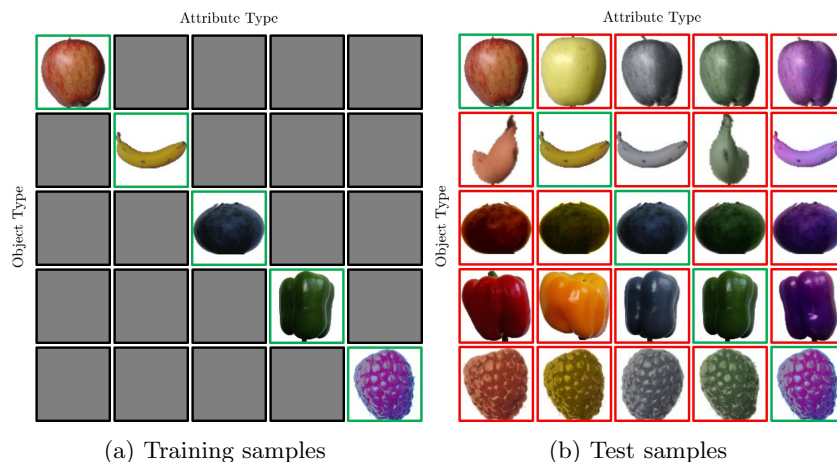 Attribute Type
Object Type
(a) Training samples
Attribute Type
Object Type
(b) Test samples